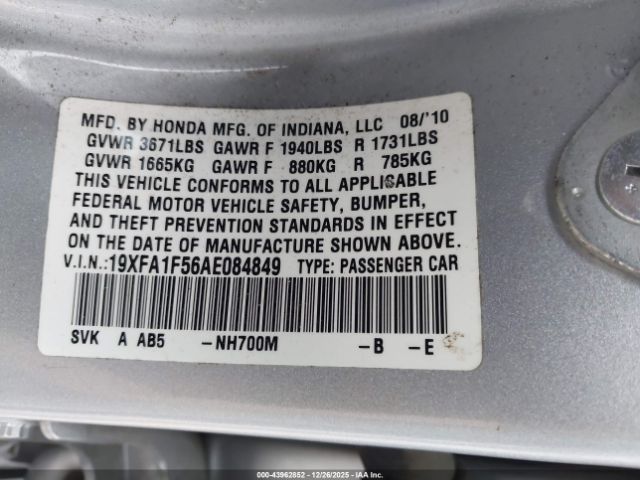 MFD. BY HONDA MFG. OF INDIANA, LLC 08/'10
GVWR 3671LBS GAWR F 1940LBS R 1731LBS
GVWR 1665KG GAWR F 880KG R 785KG
THIS VEHICLE CONFORMS TO ALL APPLICABLE
FEDERAL MOTOR VEHICLE SAFETY, BUMPER,
AND THEFT PREVENTION STANDARDS IN EFFECT
ON THE DATE OF MANUFACTURE SHOWN ABOVE.
V.I.N.:19XFA1F56AE084849 TYPE: PASSENGER CAR
SVK A AB5 -NH700M -B -E
000-43962852 | 12/26/2025 | IAAI.COM